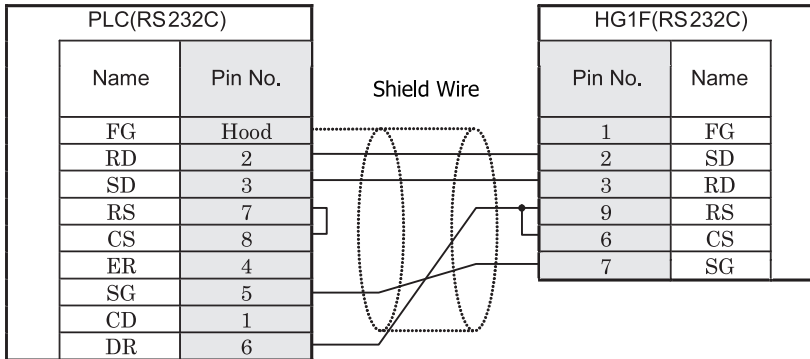 PLC(RS232C) HG1F(RS232C)
Name Pin No. Shield Wire Pin No. Name
FG Hood 1 FG
RD 2 2 SD
SD 3 3 RD
RS 7 9 RS
CS 8 6 CS
ER 4 7 SG
SG 5
CD 1
DR 6